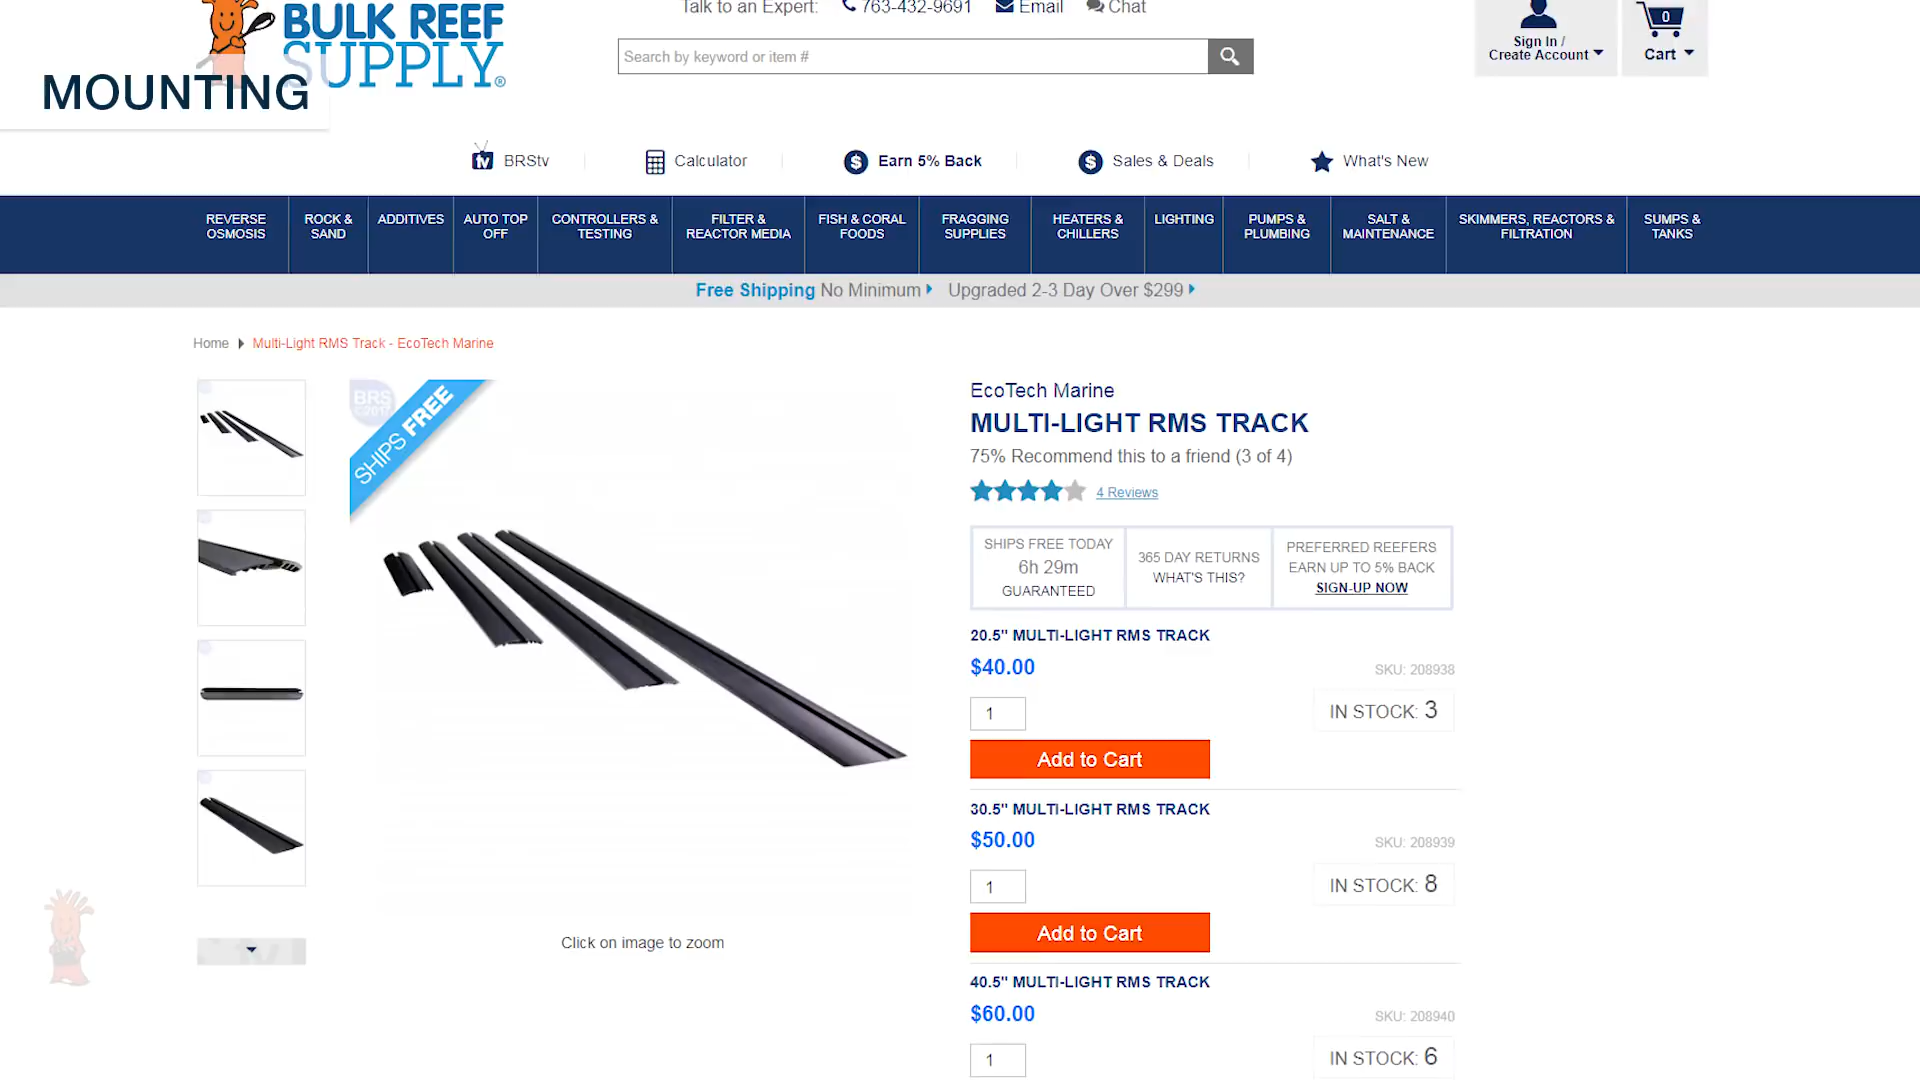 Talk to an Expert: 763-432-9691 Email Chat
BULK REEF
SUPPLY®
MOUNTING
Search by keyword or item #
Sign In /
Create Account
0
Cart
tv BRStv
Calculator
$ Earn 5% Back
$ Sales & Deals
What's New
REVERSE
OSMOSIS
ROCK &
SAND
ADDITIVES
AUTO TOP
OFF
CONTROLLERS &
TESTING
FILTER &
REACTOR MEDIA
FISH & CORAL
FOODS
FRAGGING
SUPPLIES
HEATERS &
CHILLERS
LIGHTING
PUMPS &
PLUMBING
SALT &
MAINTENANCE
SKIMMERS, REACTORS &
FILTRATION
SUMPS &
TANKS
Free Shipping No Minimum Upgraded 2-3 Day Over $299
Home Multi-Light RMS Track - EcoTech Marine
BRS
©2017
SHIPS FREE
Click on image to zoom
EcoTech Marine
MULTI-LIGHT RMS TRACK
75% Recommend this to a friend (3 of 4)
4 Reviews
SHIPS FREE TODAY
6h 29m
GUARANTEED
365 DAY RETURNS
WHAT'S THIS?
PREFERRED REEFERS
EARN UP TO 5% BACK
SIGN-UP NOW
20.5" MULTI-LIGHT RMS TRACK
$40.00
SKU: 208938
1
IN STOCK: 3
Add to Cart
30.5" MULTI-LIGHT RMS TRACK
$50.00
SKU: 208939
1
IN STOCK: 8
Add to Cart
40.5" MULTI-LIGHT RMS TRACK
$60.00
SKU: 208940
1
IN STOCK: 6